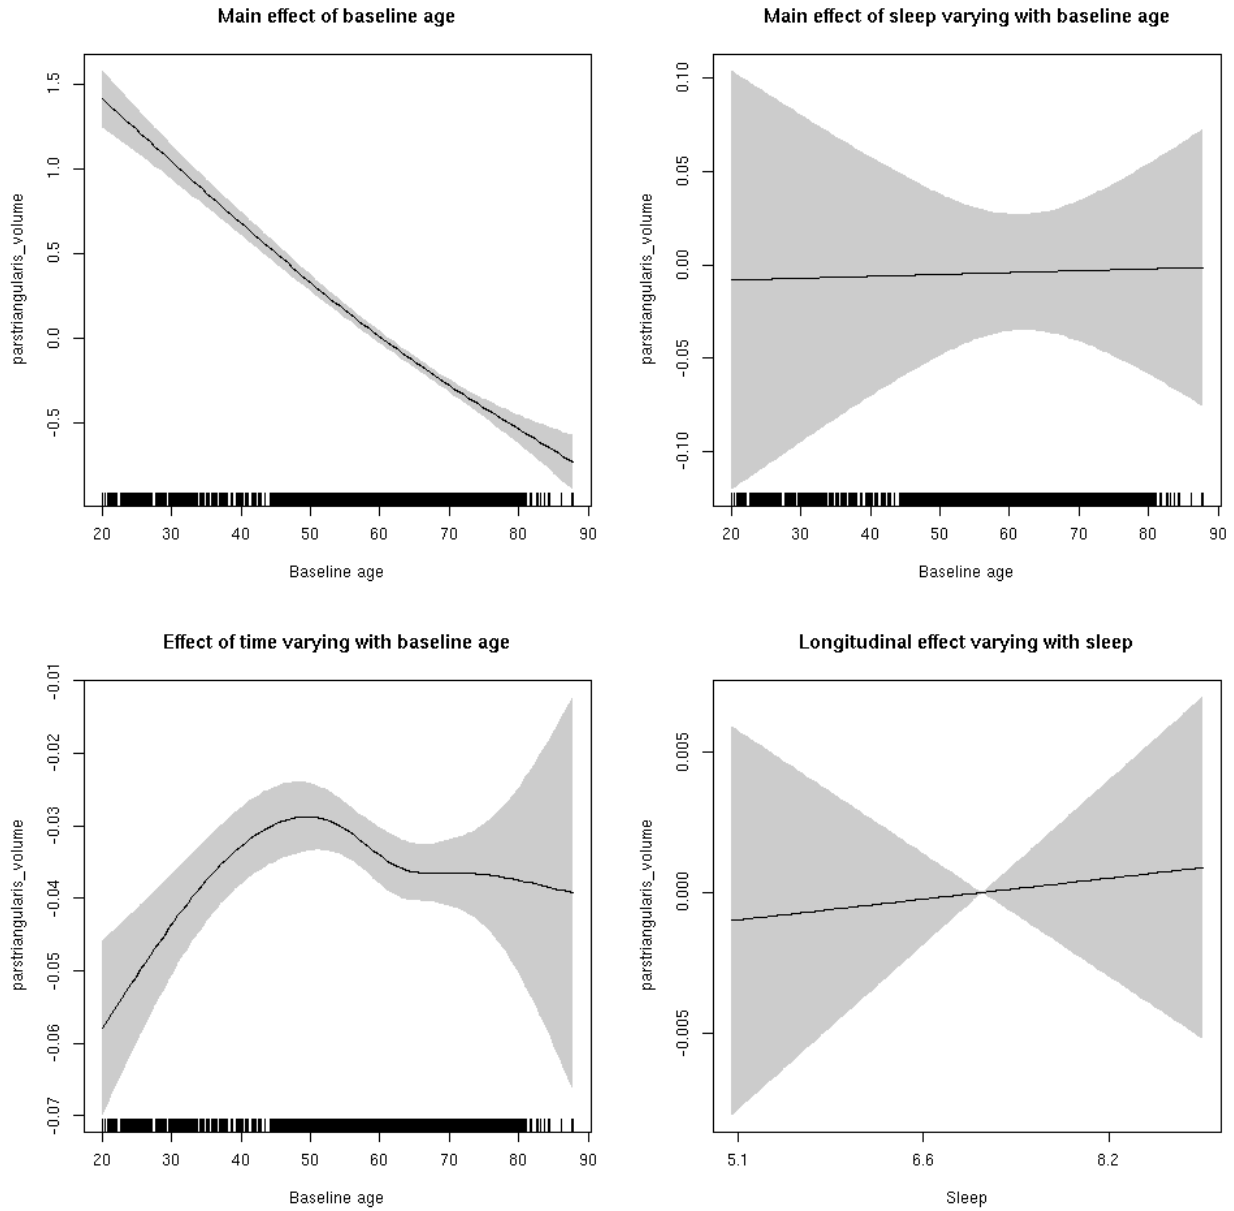 Main effect of baseline age
parstriangularis_volume
1.5
1.0
0.5
0.0
-0.5
20 30 40 50 60 70 80 90
Baseline age
Main effect of sleep varying with baseline age
parstriangularis_volume
0.10
0.05
0.00
-0.05
-0.10
20 30 40 50 60 70 80 90
Baseline age
Effect of time varying with baseline age
parstriangularis_volume
-0.01
-0.02
-0.03
-0.04
-0.05
-0.06
-0.07
20 30 40 50 60 70 80 90
Baseline age
Longitudinal effect varying with sleep
parstriangularis_volume
0.005
0.000
-0.005
5.1 6.6 8.2
Sleep